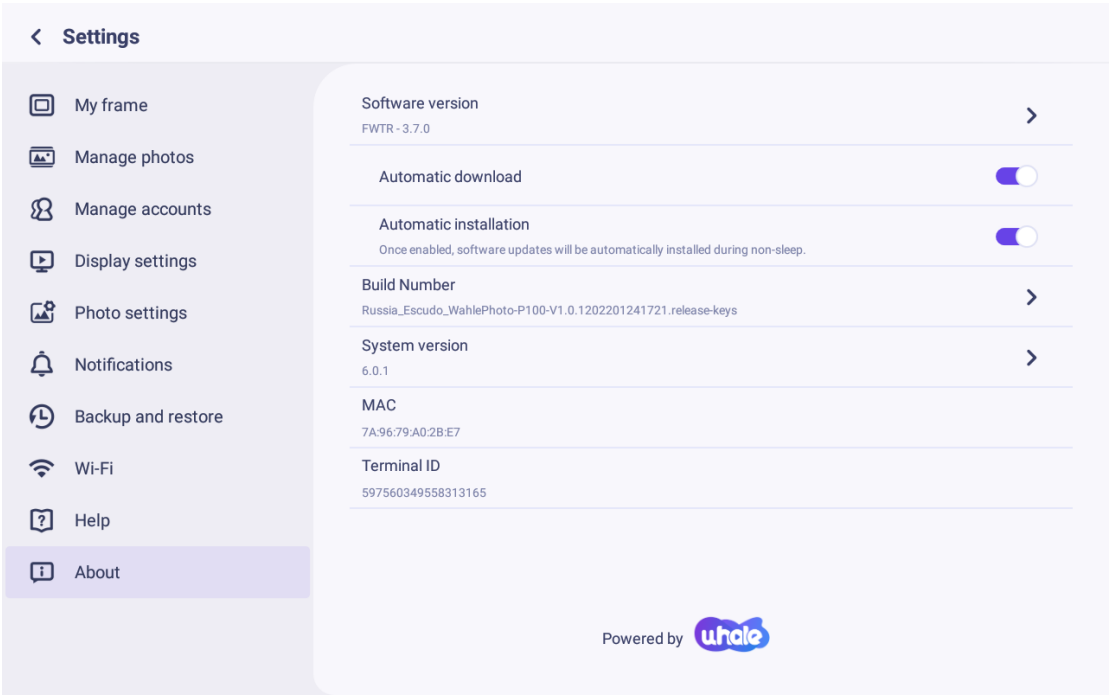 Settings
My frame
Manage photos
Manage accounts
Display settings
Photo settings
Notifications
Backup and restore
Wi-Fi
Help
About
Software version
FWTR - 3.7.0
Automatic download
Automatic installation
Once enabled, software updates will be automatically installed during non-sleep.
Build Number
Russia_Escudo_WahlePhoto-P100-V1.0.1202201241721.release-keys
System version
6.0.1
MAC
7A:96:79:A0:2B:E7
Terminal ID
597560349558313165
Powered by uhale